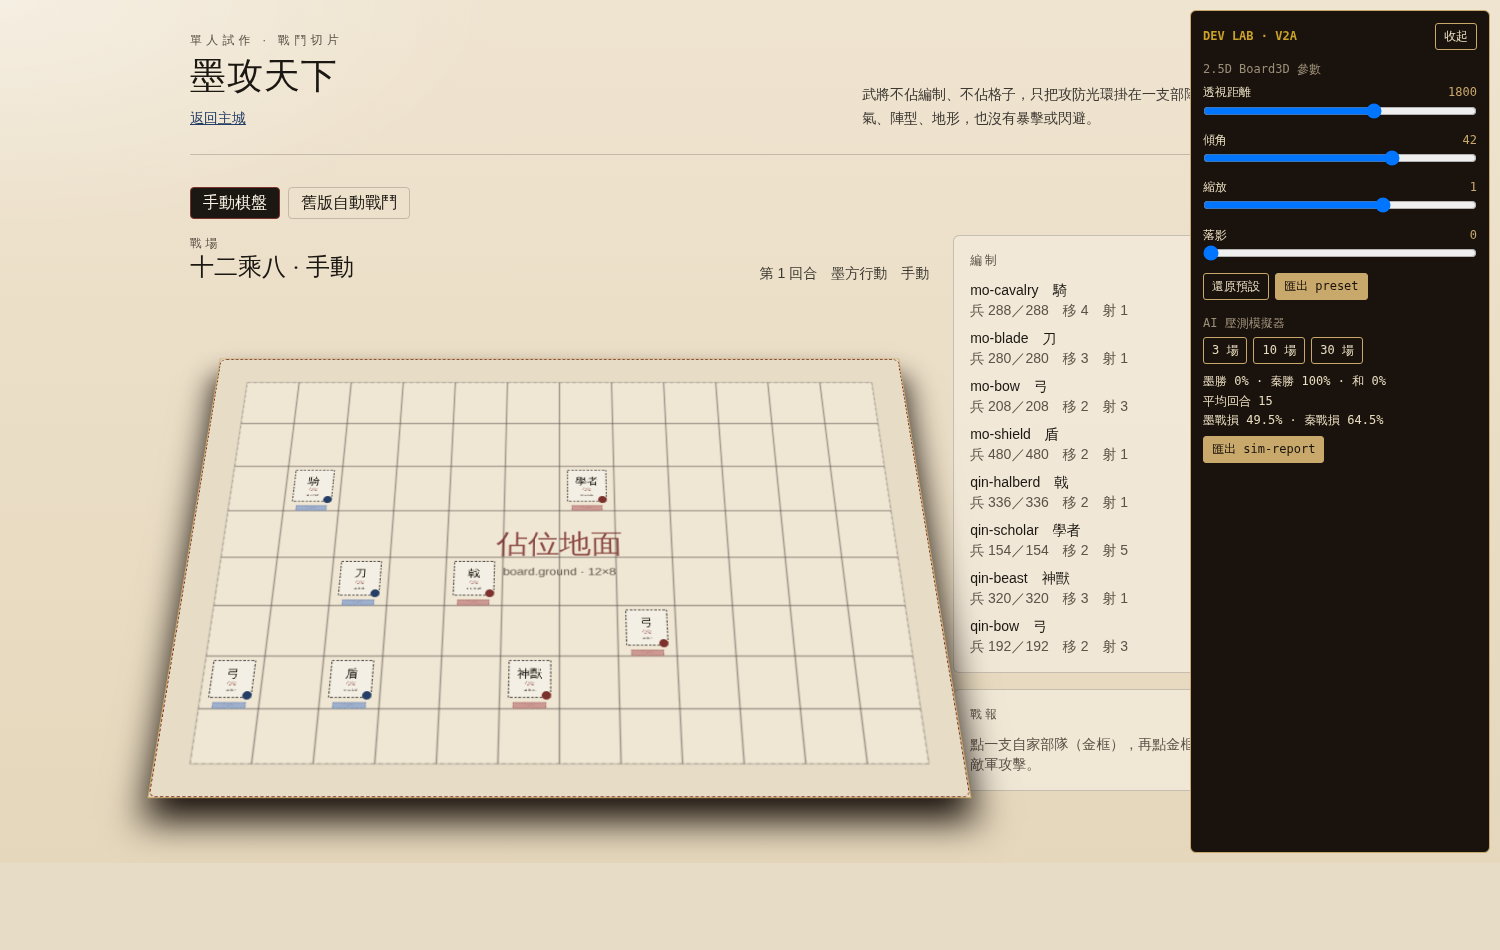 單人試作 · 戰鬥切片
墨攻天下
返回主城
武將不佔編制、不佔格子，只把攻防光環掛在一支部
氣、陣型、地形，也沒有暴擊或閃避。
手動棋盤
舊版自動戰鬥
戰場
十二乘八 · 手動
第 1 回合 墨方行動 手動
騎
學者
佔位地面
board.ground · 12×8
刀
戟
弓
弓
盾
神獸
編制
mo-cavalry 騎
兵 288／288 移 4 射 1
mo-blade 刀
兵 280／280 移 3 射 1
mo-bow 弓
兵 208／208 移 2 射 3
mo-shield 盾
兵 480／480 移 2 射 1
qin-halberd 戟
兵 336／336 移 2 射 1
qin-scholar 學者
兵 154／154 移 2 射 5
qin-beast 神獸
兵 320／320 移 3 射 1
qin-bow 弓
兵 192／192 移 2 射 3
戰報
點一支自家部隊（金框），再點金
敵軍攻擊。
DEV LAB · V2A
收起
2.5D Board3D 參數
透視距離 1800
傾角 42
縮放 1
落影 0
還原預設
匯出 preset
AI 壓測模擬器
3 場
10 場
30 場
墨勝 0% · 秦勝 100% · 和 0%
平均回合 15
墨戰損 49.5% · 秦戰損 64.5%
匯出 sim-report